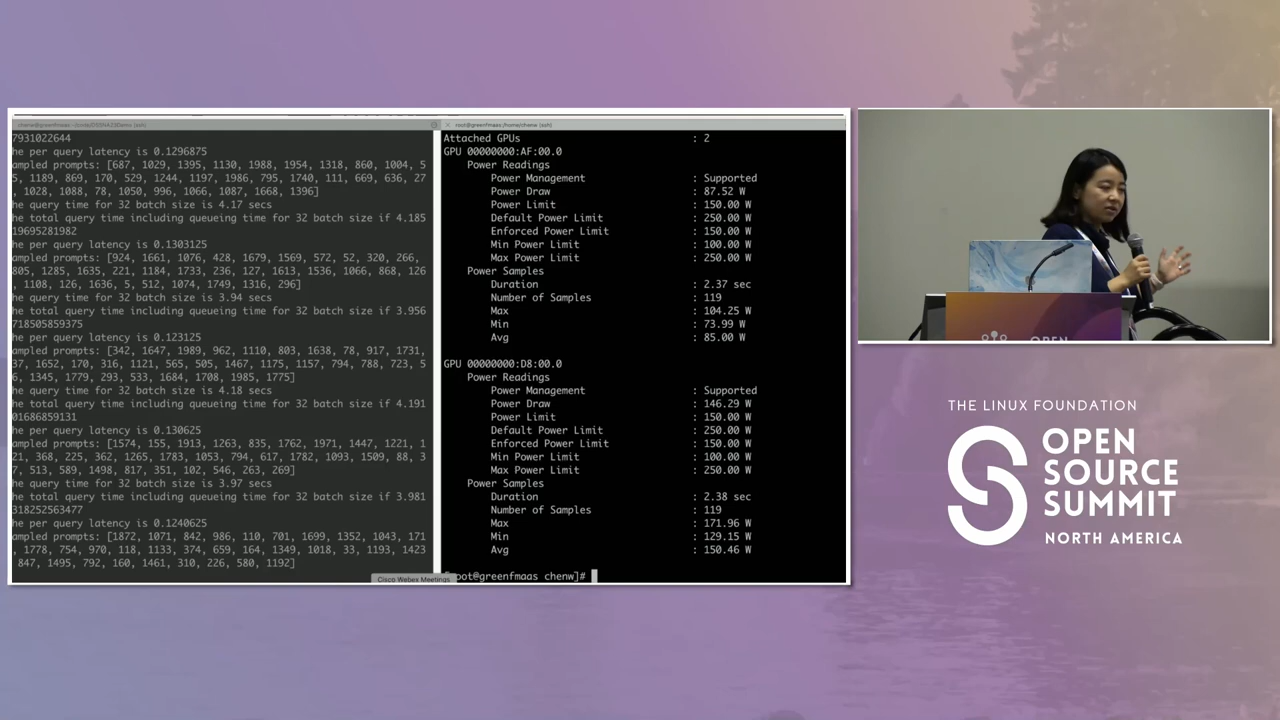 chenw@greenfmaas:~/code/OSSNA23Demo (ssh)
7931022644
he per query latency is 0.1296875
ampled prompts: [687, 1029, 1395, 1130, 1988, 1954, 1318, 860, 1004, 5
5, 1189, 869, 170, 529, 1244, 1197, 1986, 795, 1740, 111, 669, 636, 27
, 1028, 1088, 78, 1050, 996, 1066, 1087, 1668, 1396]
he query time for 32 batch size is 4.17 secs
he total query time including queueing time for 32 batch size if 4.185
19695281982
he per query latency is 0.1303125
ampled prompts: [924, 1661, 1076, 428, 1679, 1569, 572, 52, 320, 266,
805, 1285, 1635, 221, 1184, 1733, 236, 127, 1613, 1536, 1066, 868, 126
, 1108, 126, 1636, 5, 512, 1074, 1749, 1316, 296]
he query time for 32 batch size is 3.94 secs
he total query time including queueing time for 32 batch size if 3.956
718505859375
he per query latency is 0.123125
ampled prompts: [342, 1647, 1989, 962, 1110, 803, 1638, 78, 917, 1731,
37, 1652, 170, 316, 1121, 565, 505, 1467, 1175, 1157, 794, 788, 723, 5
6, 1345, 1779, 293, 533, 1684, 1708, 1985, 1775]
he query time for 32 batch size is 4.18 secs
he total query time including queueing time for 32 batch size if 4.191
01686859131
he per query latency is 0.130625
ampled prompts: [1574, 155, 1913, 1263, 835, 1762, 1971, 1447, 1221, 1
21, 368, 225, 362, 1265, 1783, 1053, 794, 617, 1782, 1093, 1509, 88, 3
7, 513, 589, 1498, 817, 351, 102, 546, 263, 269]
he query time for 32 batch size is 3.97 secs
he total query time including queueing time for 32 batch size if 3.981
318252563477
he per query latency is 0.1240625
ampled prompts: [1872, 1071, 842, 986, 110, 701, 1699, 1352, 1043, 171
, 1778, 754, 970, 118, 1133, 374, 659, 164, 1349, 1018, 33, 1193, 1423
847, 1495, 792, 160, 1461, 310, 226, 580, 1192]
Cisco Webex Meetings
root@greenfmaas:/home/chenw (ssh)
Attached GPUs : 2
GPU 00000000:AF:00.0
Power Readings
Power Management : Supported
Power Draw : 87.52 W
Power Limit : 150.00 W
Default Power Limit : 250.00 W
Enforced Power Limit : 150.00 W
Min Power Limit : 100.00 W
Max Power Limit : 250.00 W
Power Samples
Duration : 2.37 sec
Number of Samples : 119
Max : 104.25 W
Min : 73.99 W
Avg : 85.00 W
GPU 00000000:D8:00.0
Power Readings
Power Management : Supported
Power Draw : 146.29 W
Power Limit : 150.00 W
Default Power Limit : 250.00 W
Enforced Power Limit : 150.00 W
Min Power Limit : 100.00 W
Max Power Limit : 250.00 W
Power Samples
Duration : 2.38 sec
Number of Samples : 119
Max : 171.96 W
Min : 129.15 W
Avg : 150.46 W
[root@greenfmaas chenw]#
OPEN
THE LINUX FOUNDATION
OPEN
SOURCE
SUMMIT
NORTH AMERICA